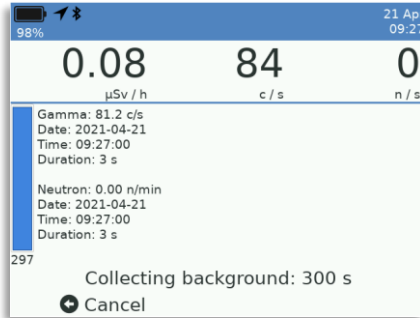 98%
21 Ap
09:27
0.08
84
0
µSv / h
c / s
n / s
Gamma: 81.2 c/s
Date: 2021-04-21
Time: 09:27:00
Duration: 3 s
Neutron: 0.00 n/min
Date: 2021-04-21
Time: 09:27:00
Duration: 3 s
297
Collecting background: 300 s
Cancel